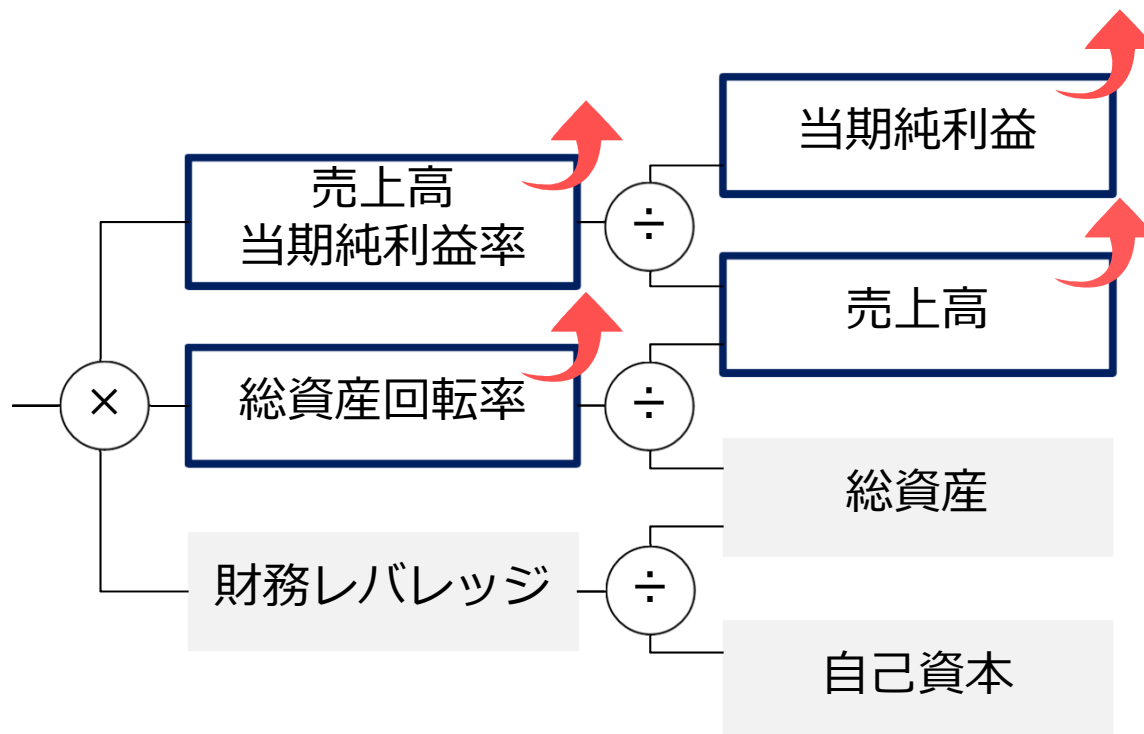 当期純利益
売上高
当期純利益率
÷
売上高
×
総資産回転率
÷
総資産
財務レバレッジ
÷
自己資本